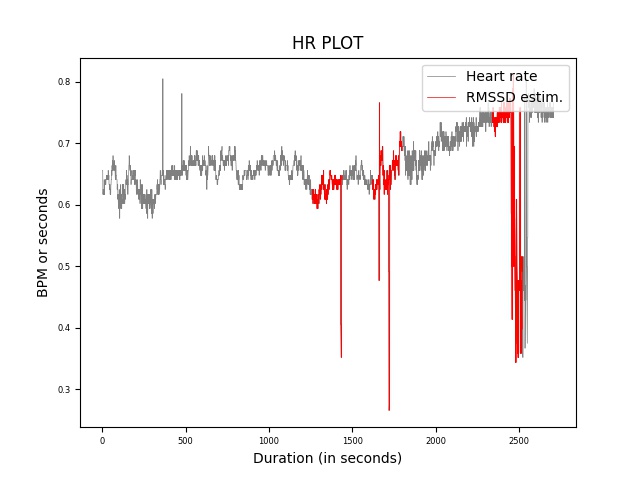 HR PLOT
Heart rate
RMSSD estim.
0.8
0.7
0.6
0.5
0.4
0.3
BPM or seconds
0
500
1000
1500
2000
2500
Duration (in seconds)